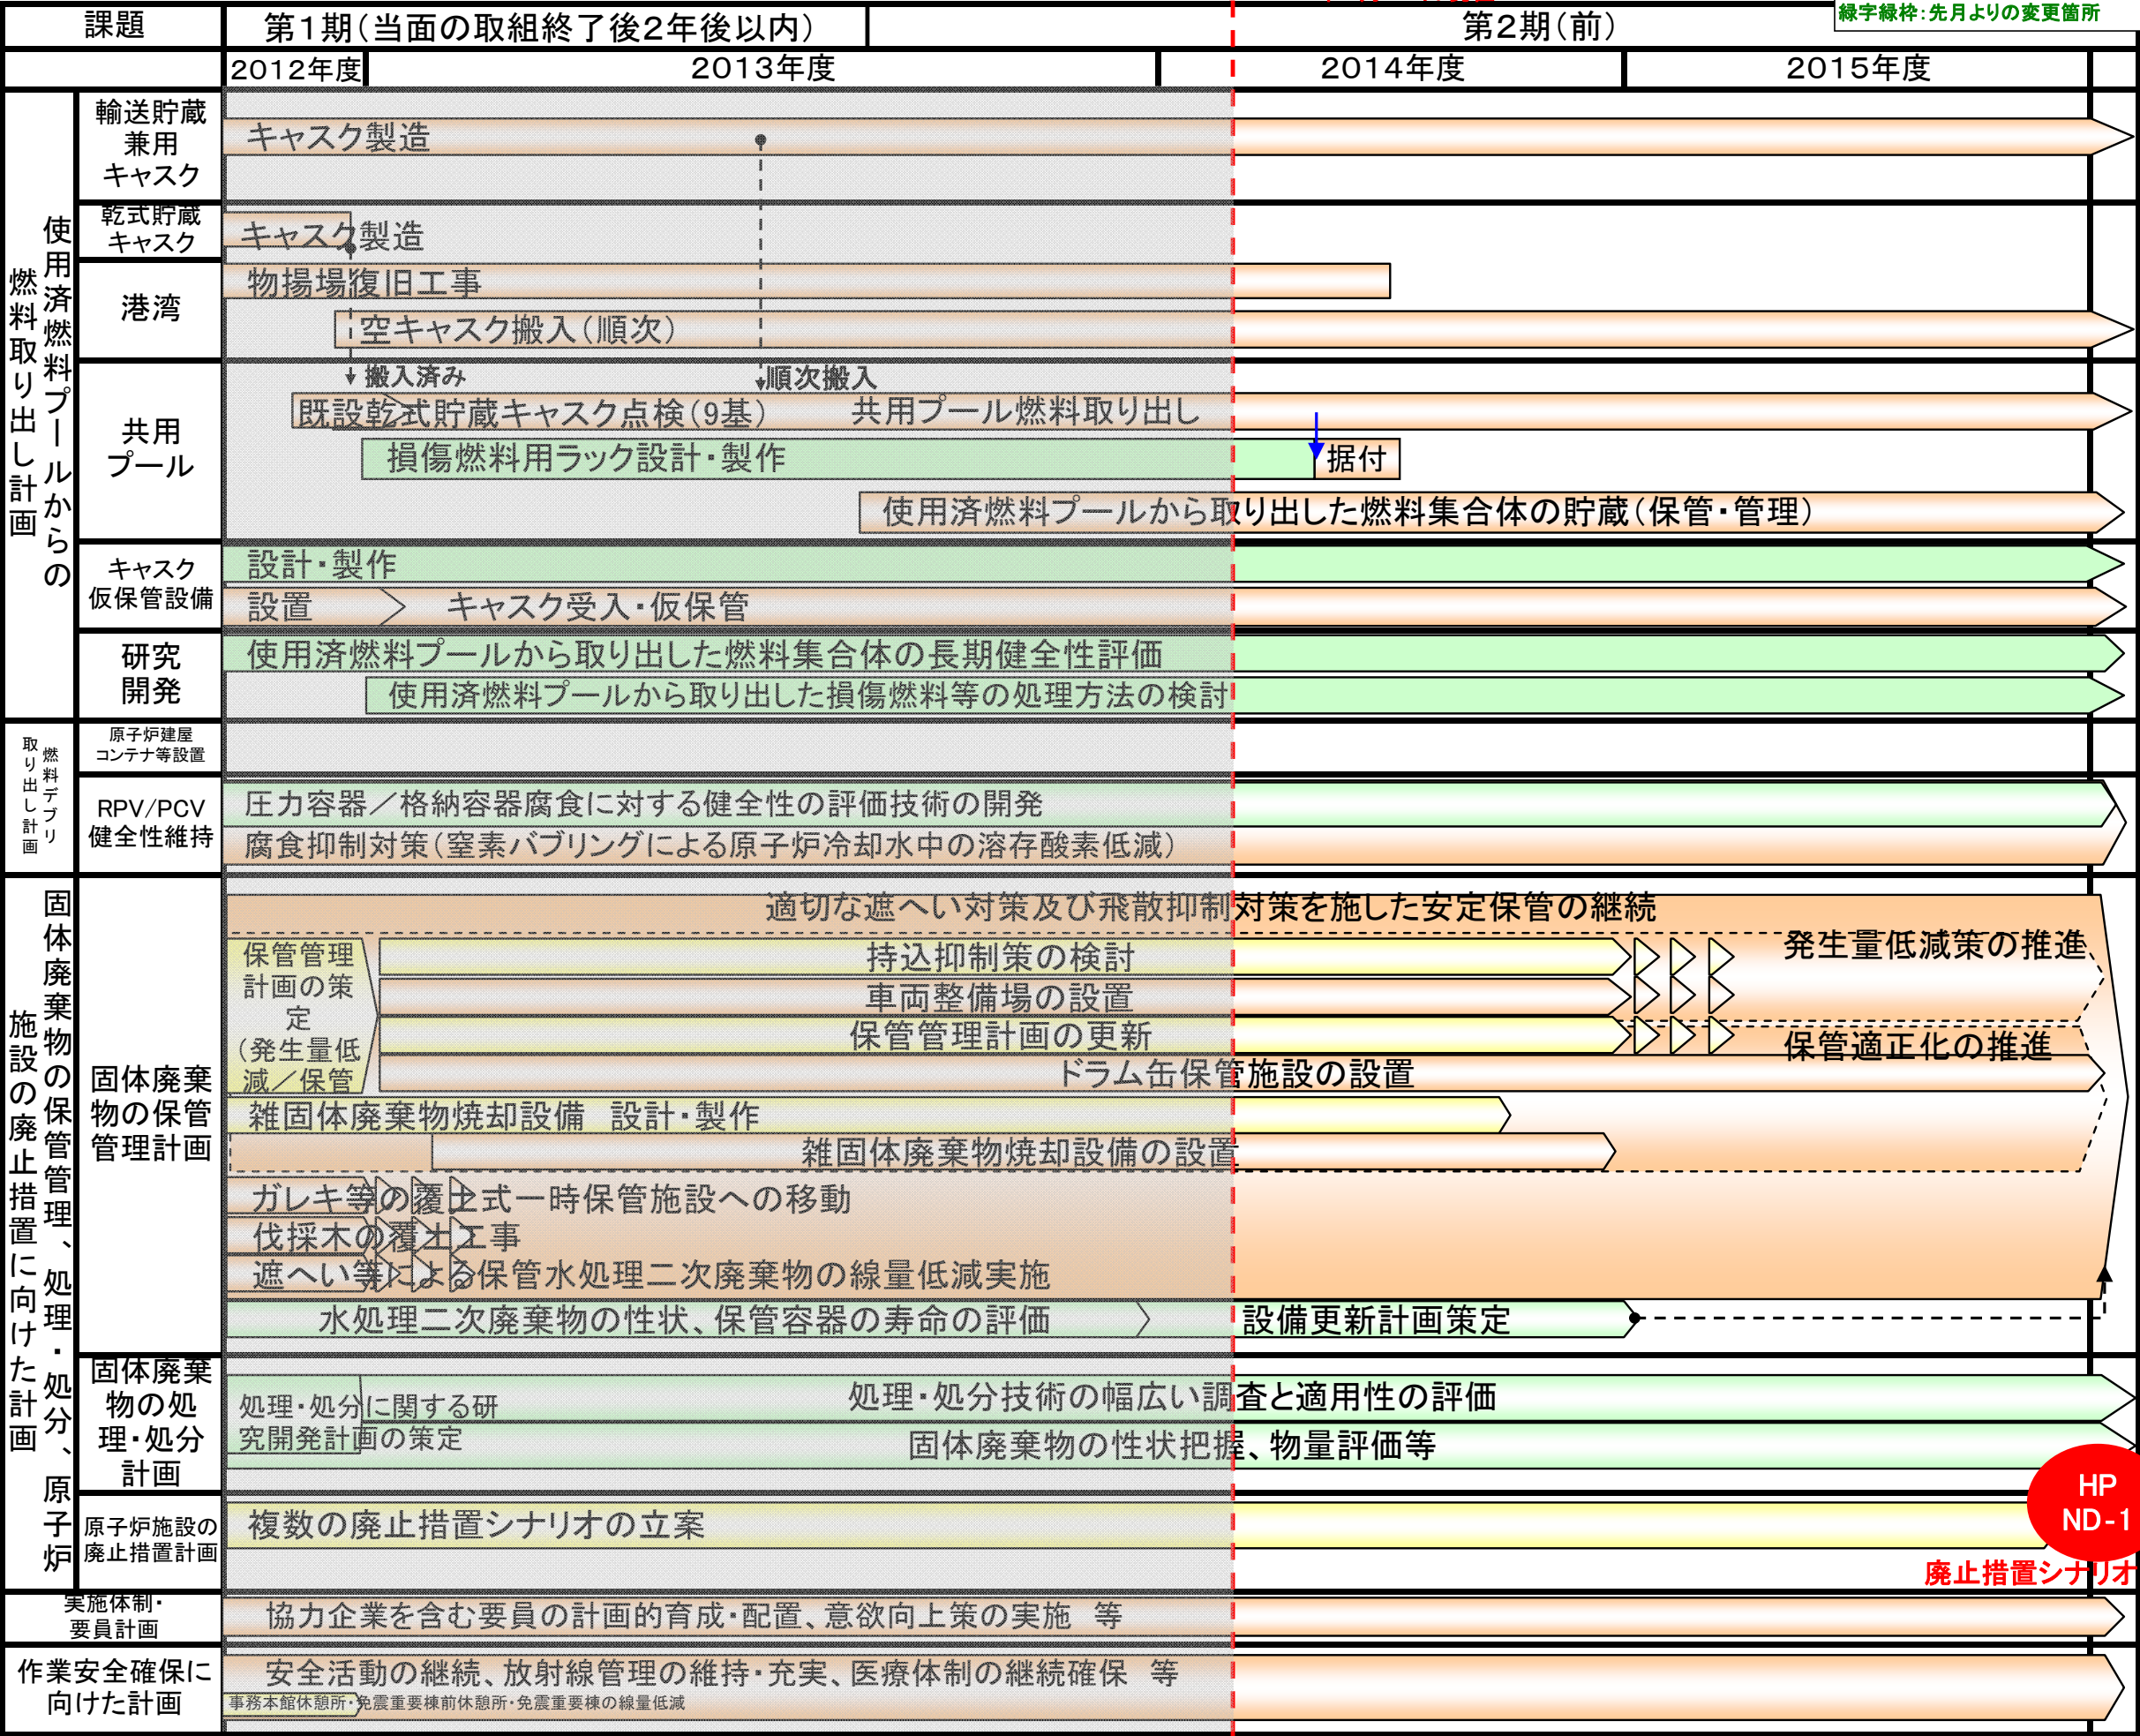 緑字緑枠：先月よりの変更箇所
課題
第1期（当面の取組終了後2年後以内）
第2期（前）
2012年度
2013年度
2014年度
2015年度
使用済燃料プールからの
燃料取り出し計画
輸送貯蔵
兼用
キャスク
キャスク製造
乾式貯蔵
キャスク
キャスク製造
港湾
物揚場復旧工事
空キャスク搬入（順次）
共用
プール
搬入済み
順次搬入
既設乾式貯蔵キャスク点検（9基）
共用プール燃料取り出し
損傷燃料用ラック設計・製作
据付
使用済燃料プールから取り出した燃料集合体の貯蔵（保管・管理）
キャスク
仮保管設備
設計・製作
設置
キャスク受入・仮保管
研究
開発
使用済燃料プールから取り出した燃料集合体の長期健全性評価
使用済燃料プールから取り出した損傷燃料等の処理方法の検討
燃料デブリ
取り出し計画
原子炉建屋
コンテナ等設置
RPV/PCV
健全性維持
圧力容器／格納容器腐食に対する健全性の評価技術の開発
腐食抑制対策（窒素バブリングによる原子炉冷却水中の溶存酸素低減）
固体廃棄物の保管管理、処理・処分、原子炉
施設の廃止措置に向けた計画
固体廃棄
物の保管
管理計画
適切な遮へい対策及び飛散抑制対策を施した安定保管の継続
保管管理
計画の策
定
（発生量低
減／保管
持込抑制策の検討
発生量低減策の推進
車両整備場の設置
保管管理計画の更新
保管適正化の推進
ドラム缶保管施設の設置
雑固体廃棄物焼却設備　設計・製作
雑固体廃棄物焼却設備の設置
ガレキ等の覆土式一時保管施設への移動
伐採木の覆土工事
遮へい等による保管水処理二次廃棄物の線量低減実施
水処理二次廃棄物の性状、保管容器の寿命の評価
設備更新計画策定
固体廃棄
物の処
理・処分
計画
処理・処分に関する研
究開発計画の策定
処理・処分技術の幅広い調査と適用性の評価
固体廃棄物の性状把握、物量評価等
HP
ND-1
原子炉施設の
廃止措置計画
複数の廃止措置シナリオの立案
廃止措置シナリオ
実施体制・
要員計画
協力企業を含む要員の計画的育成・配置、意欲向上策の実施　等
作業安全確保に
向けた計画
安全活動の継続、放射線管理の維持・充実、医療体制の継続確保　等
事務本館休憩所・免震重要棟前休憩所・免震重要棟の線量低減